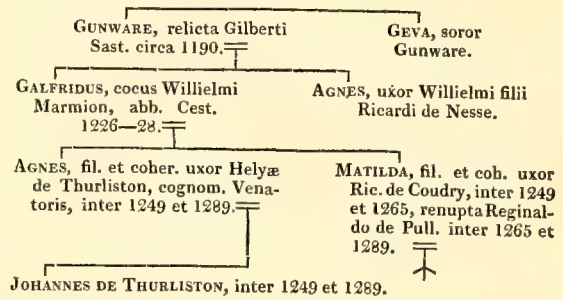 GUNWARE, relicta Gilberti
Sast. circa 1190.
GEVA, soror
Gunware.
GALFRIDUS, cocus Willielmi
Marmion, abb. Cest.
1226—28.
AGNES, uxor Willielmi filii
Ricardi de Nesse.
AGNES, fil. et coher. uxor Helyæ
de Thurliston, cognom. Vena-
toris, inter 1249 et 1289.
MATILDA, fil. et coh. uxor
Ric. de Coudry, inter 1249
et 1265, renupta Reginal-
do de Pull. inter 1265 et
1289.
JOHANNES DE THURLISTON, inter 1249 et 1289.